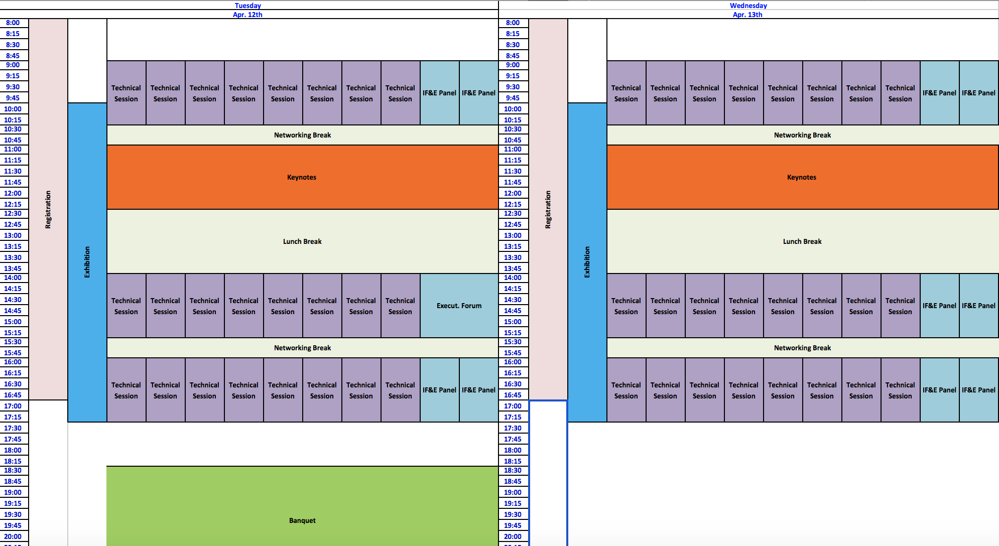 Tuesday Wednesday
Apr. 12th Apr. 13th
8:00 8:00
8:15 8:15
8:30 8:30
8:45 8:45
9:00 9:00
9:15 9:15
9:30 Technical Technical Technical Technical Technical Technical Technical Technical 9:30 Technical Technical Technical Technical Technical Technical Technical Technical
IF&E Panel IF&E Panel IF&E Panel IF&E Panel
9:45 Session Session Session Session Session Session Session Session 9:45 Session Session Session Session Session Session Session Session
10:00 10:00
10:15 10:15
10:30 10:30
Networking Break Networking Break
10:45 10:45
11:00 11:00
11:15 11:15
11:30 11:30
Keynotes Keynotes
11:45 11:45
12:00 12:00
12:15 12:15
Registration Registration
12:30 12:30
12:45 12:45
13:00 13:00
Lunch Break Lunch Break
13:15 13:15
13:30 13:30
Exhibition Exhibition
13:45 13:45
14:00 14:00
14:15 14:15
14:30 Technical Technical Technical Technical Technical Technical Technical Technical 14:30 Technical Technical Technical Technical Technical Technical Technical Technical
Execut. Forum IF&E Panel IF&E Panel
14:45 Session Session Session Session Session Session Session Session 14:45 Session Session Session Session Session Session Session Session
15:00 15:00
15:15 15:15
15:30 15:30
Networking Break Networking Break
15:45 15:45
16:00 16:00
16:15 16:15
16:30 Technical Technical Technical Technical Technical Technical Technical Technical 16:30 Technical Technical Technical Technical Technical Technical Technical Technical
IF&E Panel IF&E Panel IF&E Panel IF&E Panel
16:45 Session Session Session Session Session Session Session Session 16:45 Session Session Session Session Session Session Session Session
17:00 17:00
17:15 17:15
17:30 17:30
17:45 17:45
18:00 18:00
18:15 18:15
18:30 18:30
18:45 18:45
19:00 19:00
19:15 19:15
19:30 19:30
Banquet
19:45 19:45
20:00 20:00